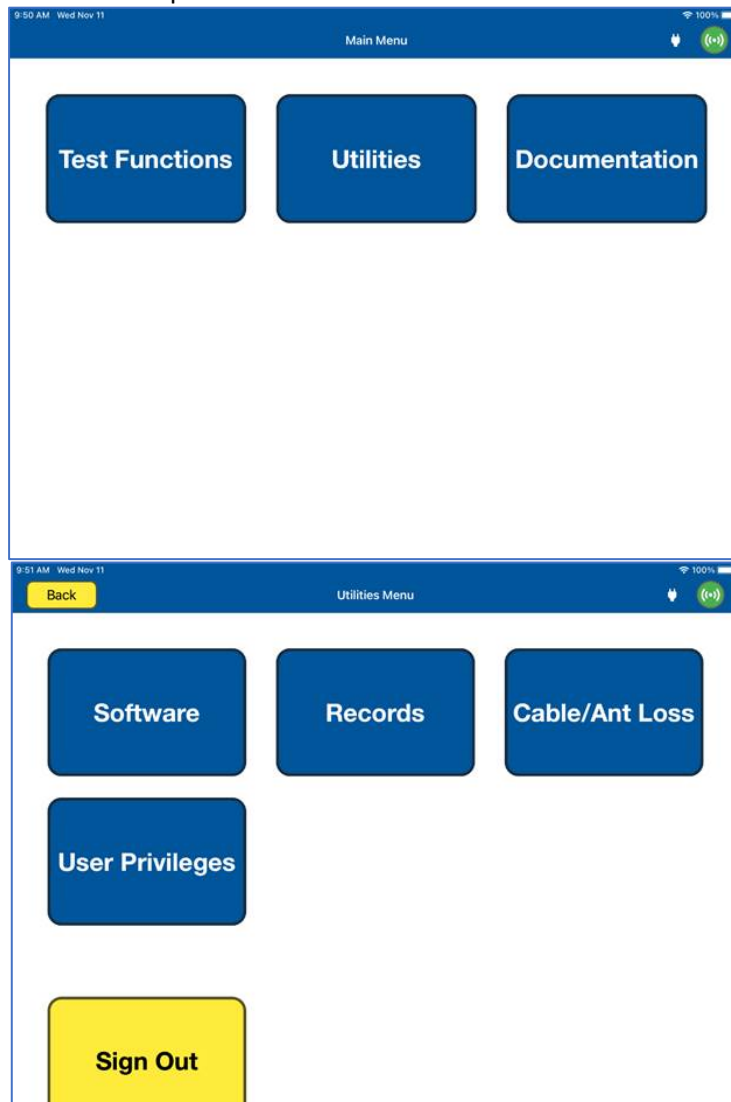 9:50 AM Wed Nov 11
100%
Main Menu
Test Functions
Utilities
Documentation
9:51 AM Wed Nov 11
100%
Back
Utilities Menu
Software
Records
Cable/Ant Loss
User Privileges
Sign Out